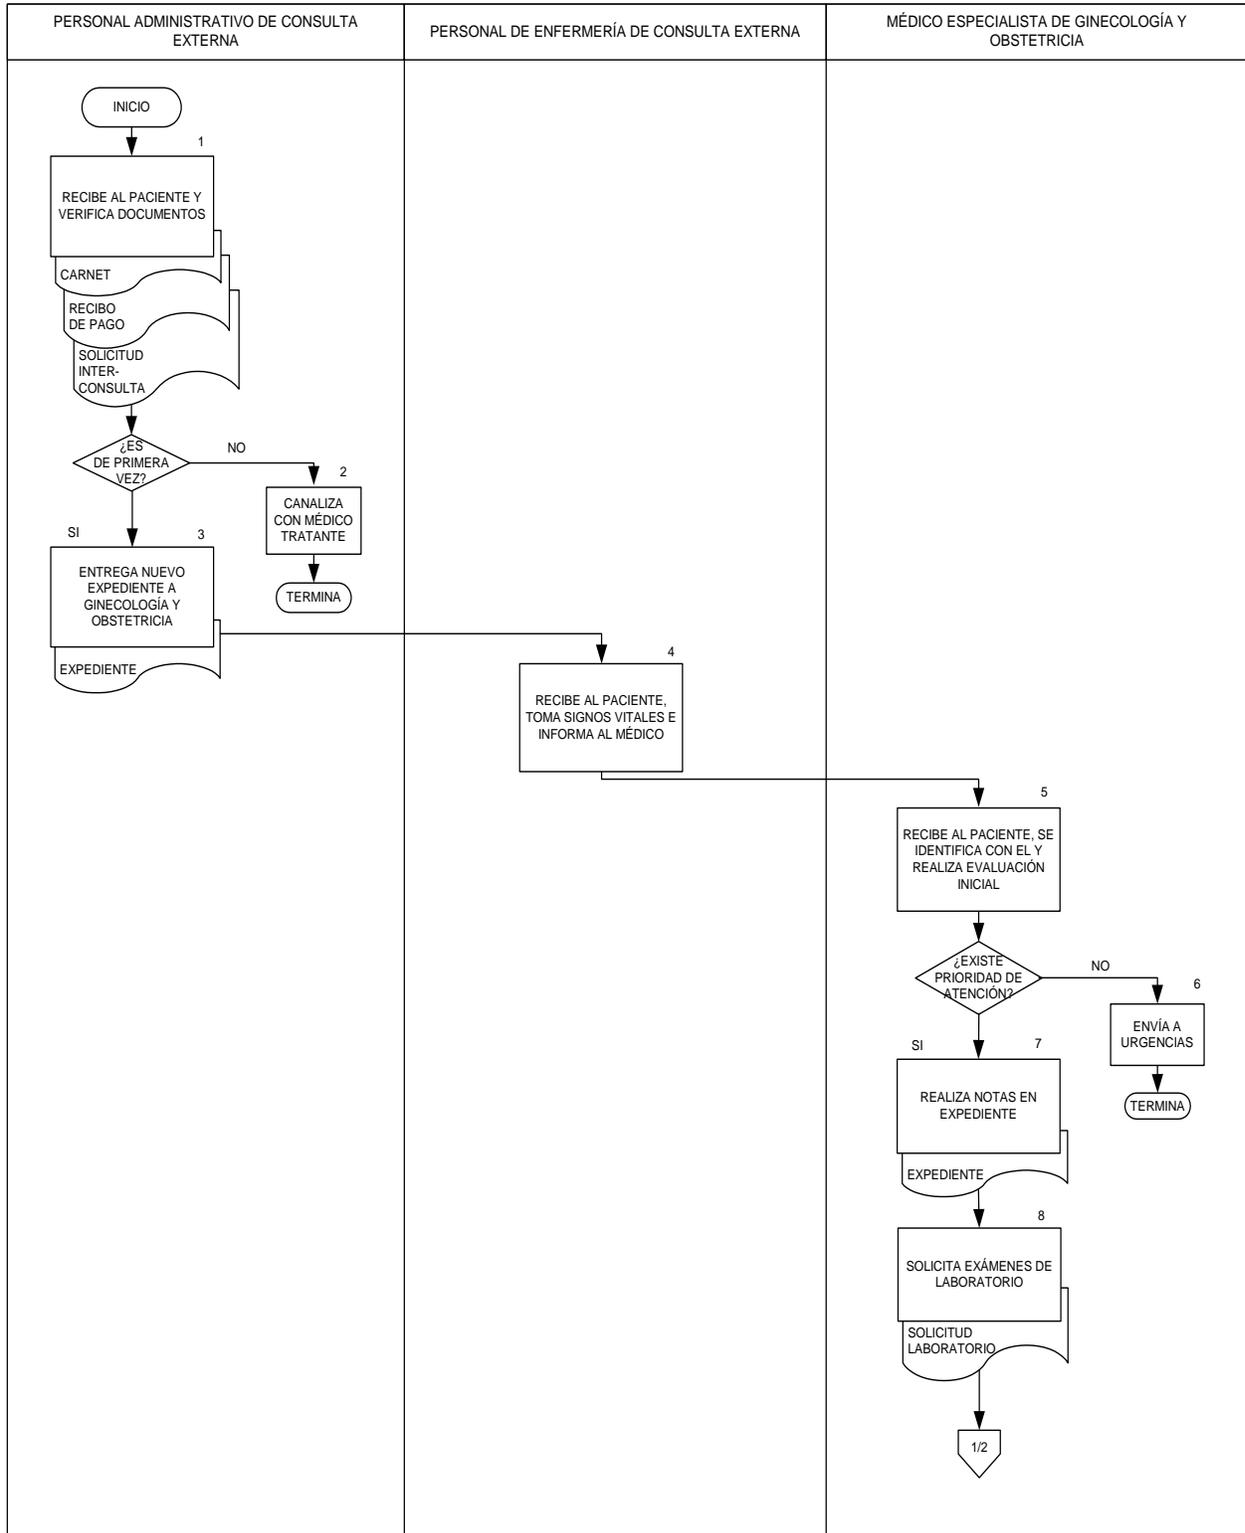 PERSONAL ADMINISTRATIVO DE CONSULTA
EXTERNA
PERSONAL DE ENFERMERÍA DE CONSULTA EXTERNA
MÉDICO ESPECIALISTA DE GINECOLOGÍA Y
OBSTETRICIA
INICIO
1
RECIBE AL PACIENTE Y
VERIFICA DOCUMENTOS
CARNET
RECIBO
DE PAGO
SOLICITUD
INTER-
CONSULTA
¿ES
DE PRIMERA
VEZ?
NO
2
CANALIZA
CON MÉDICO
TRATANTE
TERMINA
SI
3
ENTREGA NUEVO
EXPEDIENTE A
GINECOLOGÍA Y
OBSTETRICIA
EXPEDIENTE
4
RECIBE AL PACIENTE,
TOMA SIGNOS VITALES E
INFORMA AL MÉDICO
5
RECIBE AL PACIENTE, SE
IDENTIFICA CON EL Y
REALIZA EVALUACIÓN
INICIAL
¿EXISTE
PRIORIDAD DE
ATENCIÓN?
NO
6
ENVÍA A
URGENCIAS
TERMINA
SI
7
REALIZA NOTAS EN
EXPEDIENTE
EXPEDIENTE
8
SOLICITA EXÁMENES DE
LABORATORIO
SOLICITUD
LABORATORIO
1/2